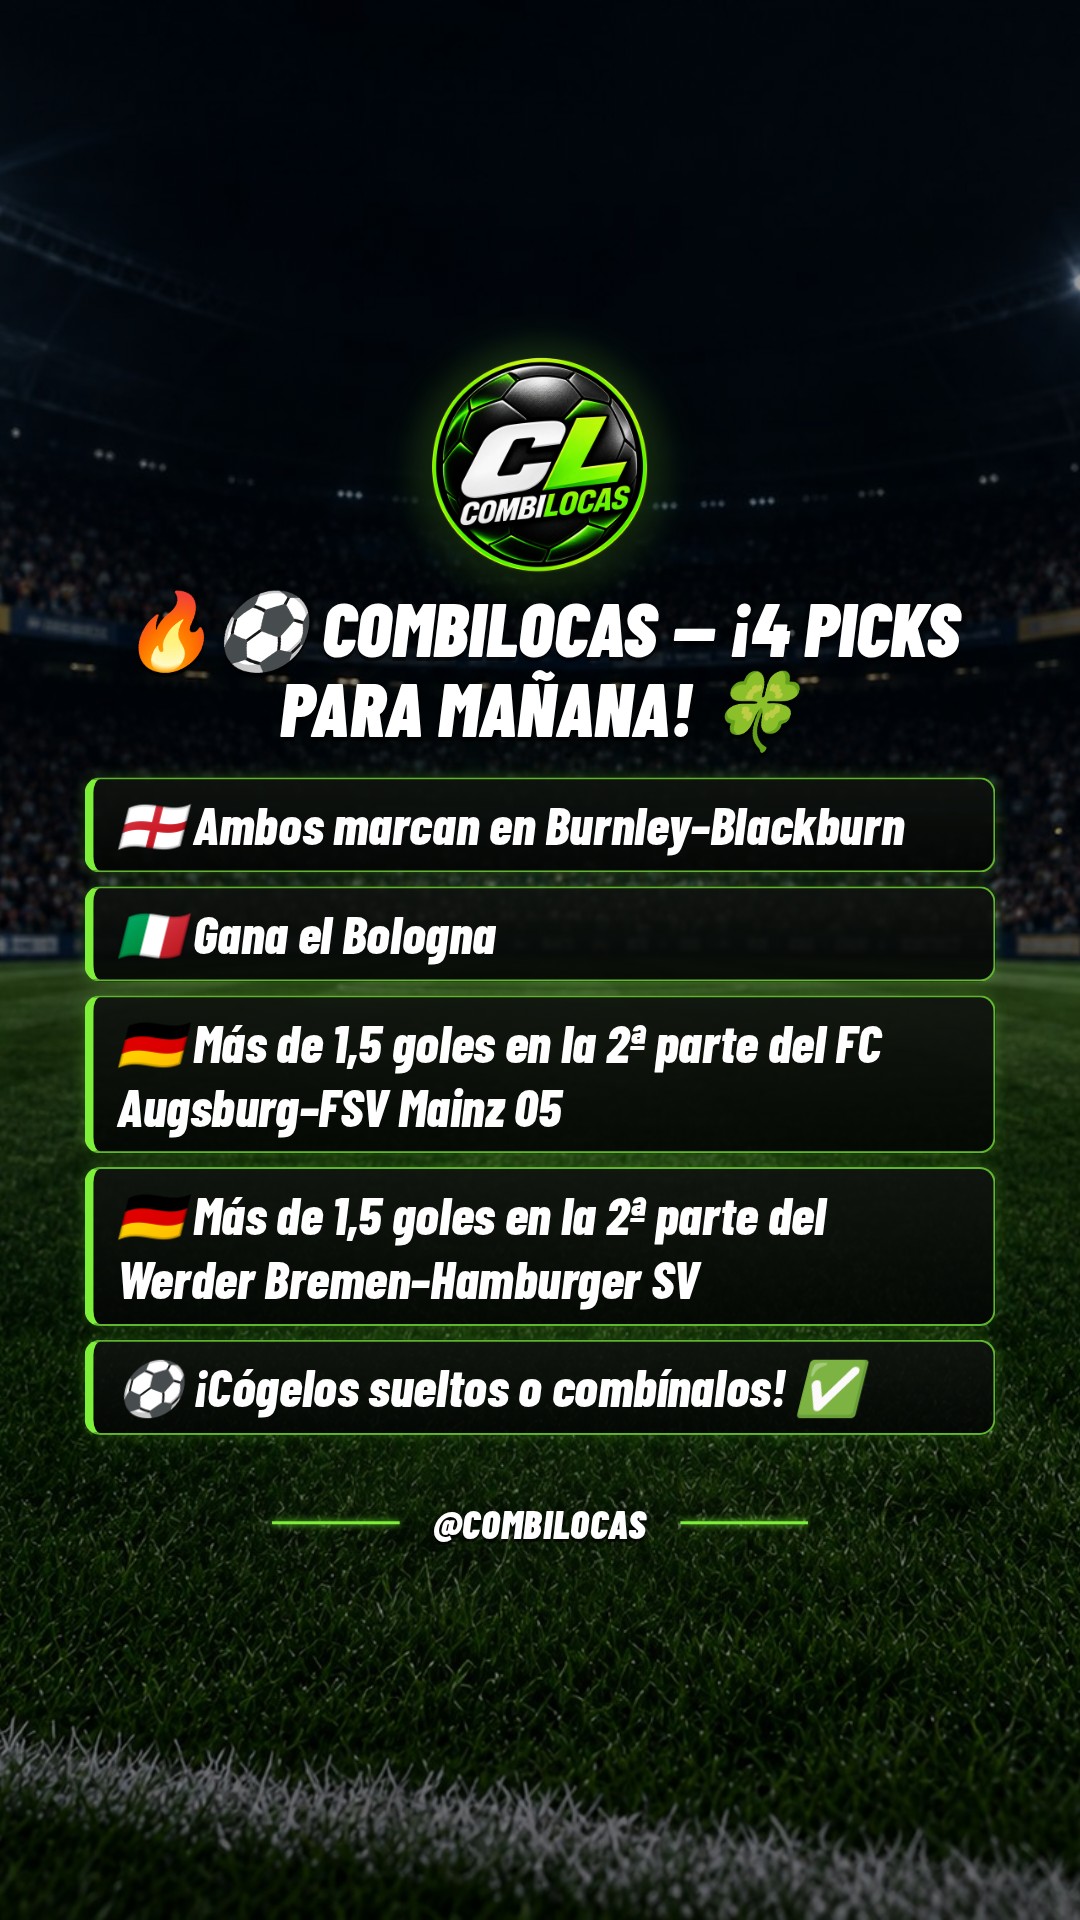 CL
COMBILOCAS
🔥⚽ COMBILOCAS – ¡4 PICKS
PARA MAÑANA! 🍀
🏴󠁧󠁢󠁥󠁮󠁧󠁿 Ambos marcan en Burnley–Blackburn
🇮🇹 Gana el Bologna
🇩🇪 Más de 1,5 goles en la 2ª parte del FC
Augsburg–FSV Mainz 05
🇩🇪 Más de 1,5 goles en la 2ª parte del
Werder Bremen–Hamburger SV
⚽ ¡Cógelos sueltos o combínalos! ✅
@COMBILOCAS